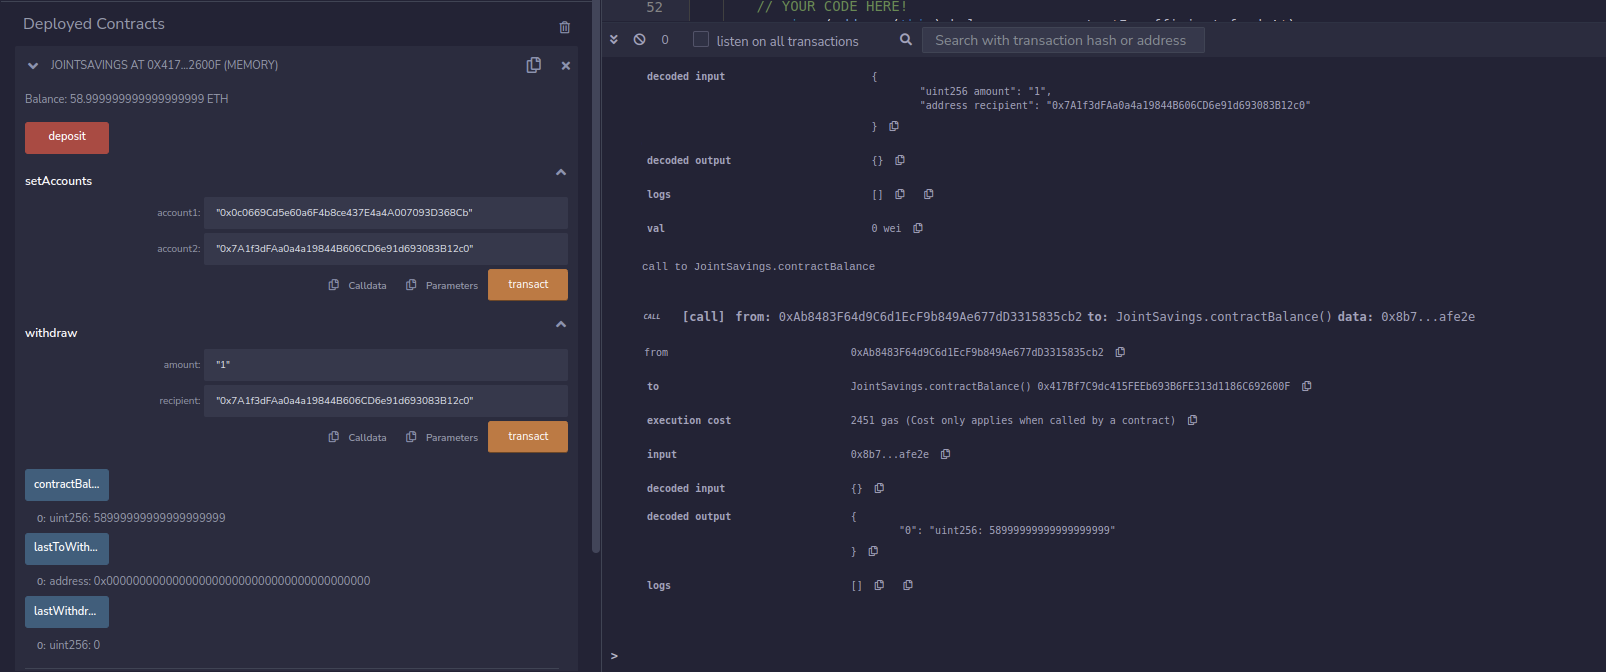 Deployed Contracts
JOINTSAVINGS AT 0X417...2600F (MEMORY)
Balance: 58.999999999999999999 ETH
deposit
setAccounts
account1: "0x0c0669Cd5e60a6F4b8ce437E4a4A007093D368Cb"
account2: "0x7A1f3dFAa0a4a19844B606CD6e91d693083B12c0"
Calldata Parameters transact
withdraw
amount: "1"
recipient: "0x7A1f3dFAa0a4a19844B606CD6e91d693083B12c0"
Calldata Parameters transact
contractBal...
0: uint256: 58999999999999999999
lastToWith...
0: address: 0x0000000000000000000000000000000000000000
lastWithdr...
0: uint256: 0
52 // YOUR CODE HERE!
0 listen on all transactions Search with transaction hash or address
decoded input {
"uint256 amount": "1",
"address recipient": "0x7A1f3dFAa0a4a19844B606CD6e91d693083B12c0"
}
decoded output {}
logs []
val 0 wei
call to JointSavings.contractBalance
CALL [call] from: 0xAb8483F64d9C6d1EcF9b849Ae677dD3315835cb2 to: JointSavings.contractBalance() data: 0x8b7...afe2e
from 0xAb8483F64d9C6d1EcF9b849Ae677dD3315835cb2
to JointSavings.contractBalance() 0x417Bf7C9dc415FEEb693B6FE313d1186C692600F
execution cost 2451 gas (Cost only applies when called by a contract)
input 0x8b7...afe2e
decoded input {}
decoded output {
"0": "uint256: 58999999999999999999"
}
logs []
>